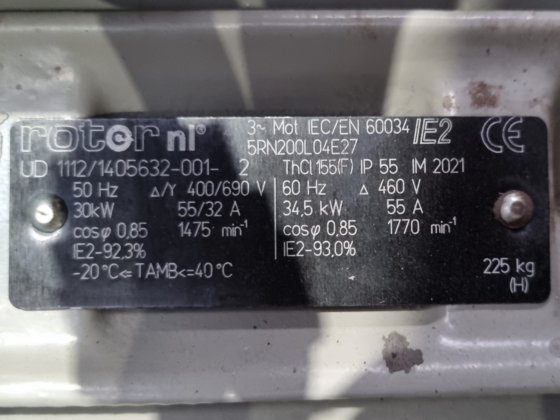 rotor nl®
3~ Mot IEC/EN 60034 IE2 CE
5RN200L04E27
UD 1112/1405632-001- 2 ThCl.155(F) IP 55 IM 2021
50 Hz Δ/Y 400/690 V 60 Hz Δ 460 V
30kW 55/32 A 34,5 kW 55 A
cosφ 0,85 1475 min⁻¹ cosφ 0,85 1770 min⁻¹
IE2-92,3% IE2-93,0%
-20°C<=TAMB<=40°C 225 kg
(H)